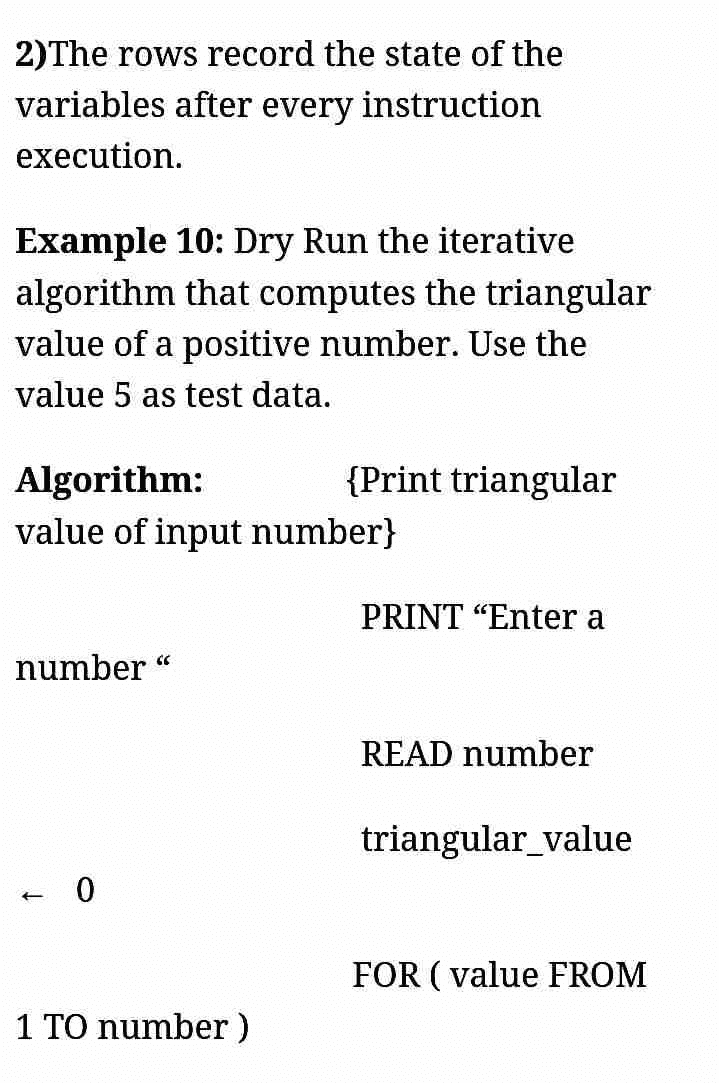 2)The rows record the state of the
variables after every instruction
execution.
Example 10: Dry Run the iterative
algorithm that computes the triangular
value of a positive number. Use the
value 5 as test data.
Algorithm: {Print triangular
value of input number}
PRINT “Enter a
number “
READ number
triangular_value
← 0
FOR ( value FROM
1 TO number )